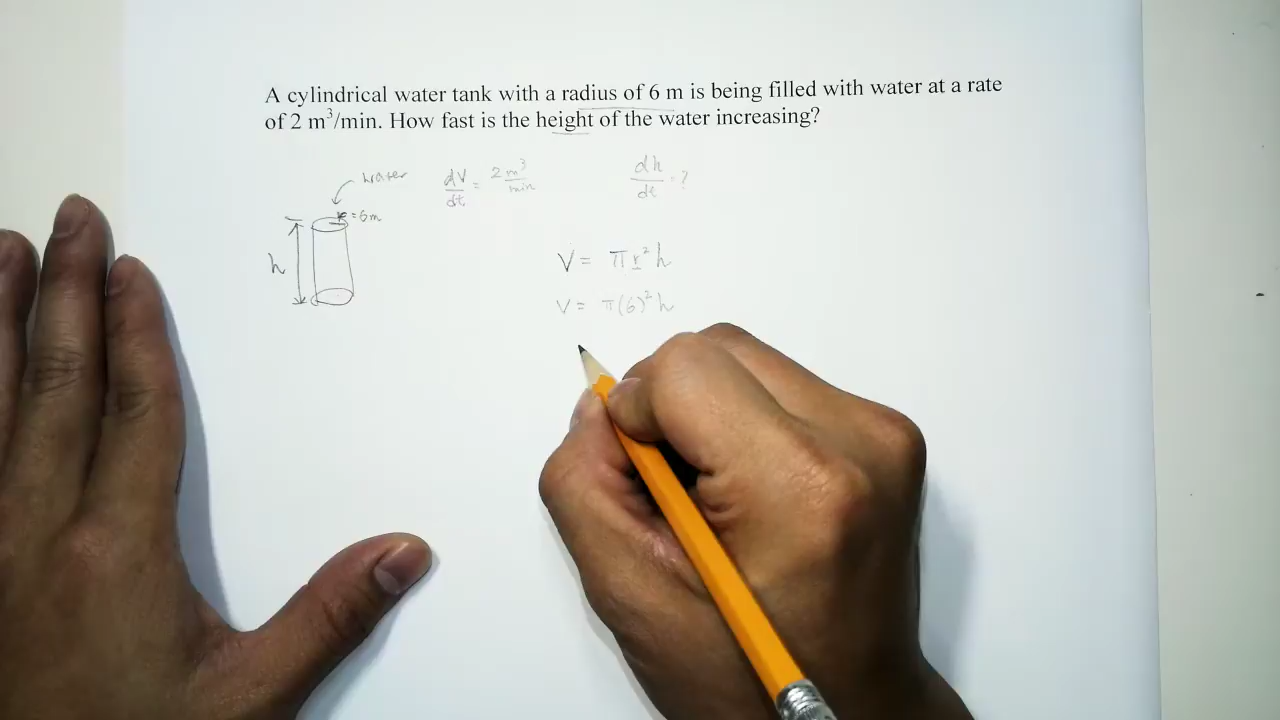 A cylindrical water tank with a radius of 6 m is being filled with water at a rate
of 2 m³/min. How fast is the height of the water increasing?
water
dV/dt = 2 m³/min
dh/dt = ?
r = 6m
h
V = πr²h
V = π(6)²h